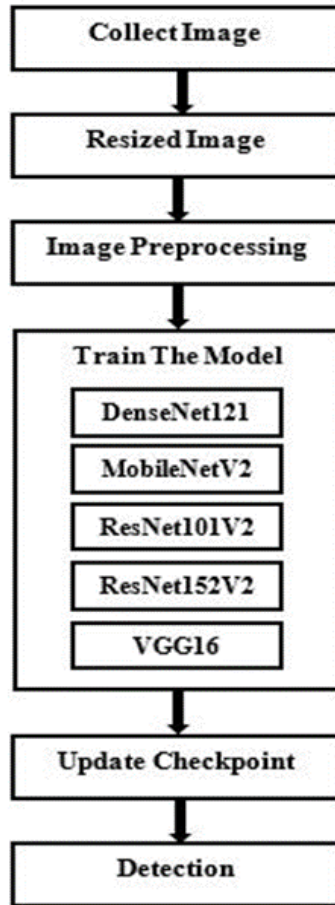 Collect Image
Resized Image
Image Preprocessing
Train The Model
DenseNet121
MobileNetV2
ResNet101V2
ResNet152V2
VGG16
Update Checkpoint
Detection